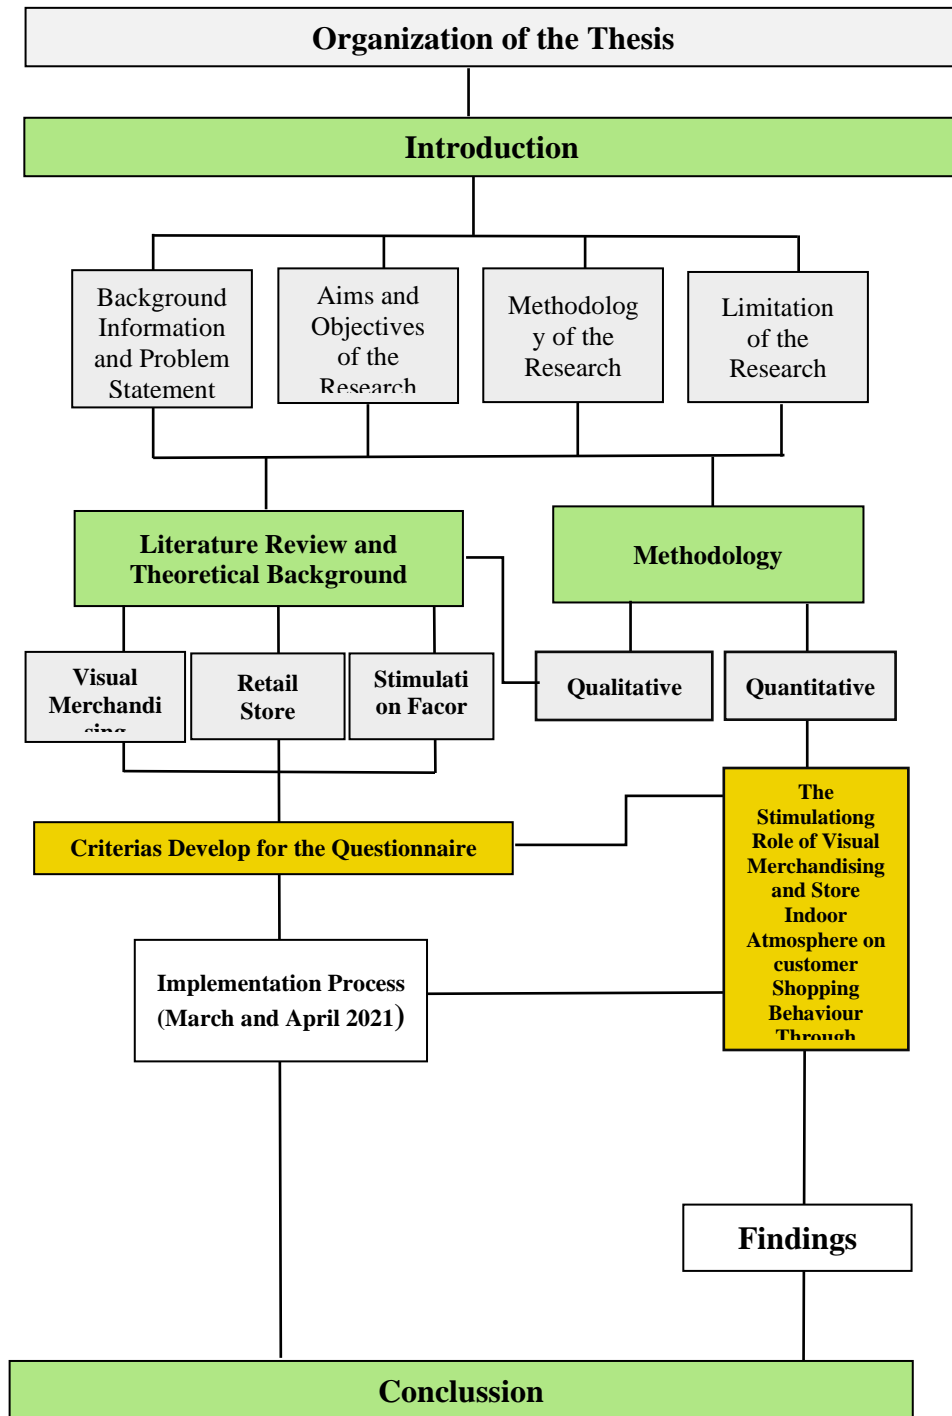 Organization of the Thesis
Introduction
Background
Information
and Problem
Statement
Aims and
Objectives
of the
Research
Methodolog
y of the
Research
Limitation
of the
Research
Literature Review and
Theoretical Background
Methodology
Visual
Merchandi
sing
Retail
Store
Stimulati
on Facor
Qualitative
Quantitative
Criterias Develop for the Questionnaire
The
Stimulationg
Role of Visual
Merchandising
and Store
Indoor
Atmosphere on
customer
Shopping
Behaviour
Through
Implementation Process
(March and April 2021)
Findings
Conclussion